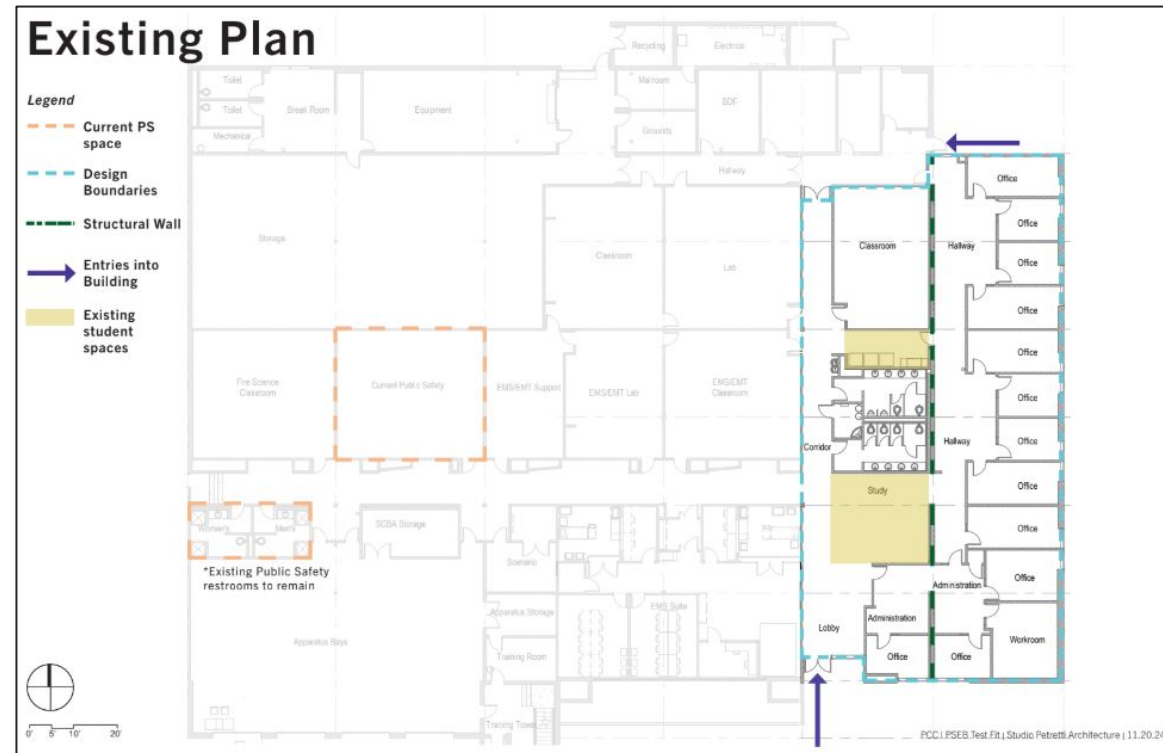 Existing Plan
Legend
Current PS
space
Design
Boundaries
Structural Wall
Entries into
Building
Existing
student
spaces
Recycling
Electrical
Toilet
Break Room
Equipment
Mailroom
BDF
Toilet
Grounds
Mechanical
Hallway
Office
Office
Storage
Classroom
Lab
Classroom
Hallway
Office
Office
Office
Fire Science
Classroom
Current Public Safety
EMS/EMT Support
EMS/EMT Lab
EMS/EMT
Classroom
Office
Corridor
Hallway
Office
Study
Office
Women's
Men's
SCBA Storage
Office
*Existing Public Safety
restrooms to remain
Scenario
Administration
Office
Apparatus Storage
EMS Suite
Administration
Apparatus Bays
Lobby
Workroom
Training Room
Office
Office
Training Tower
0' 5' 10' 20'
PCC | PSEB Test Fit | Studio Petretti Architecture | 11.20.24